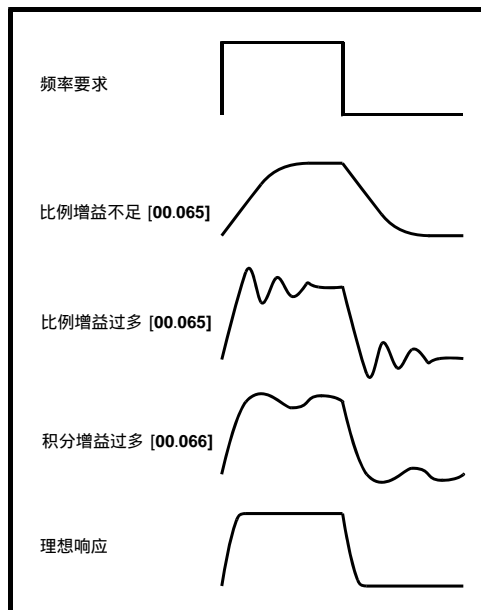 频率要求
比例增益不足 [00.065]
比例增益过多 [00.065]
积分增益过多 [00.066]
理想响应